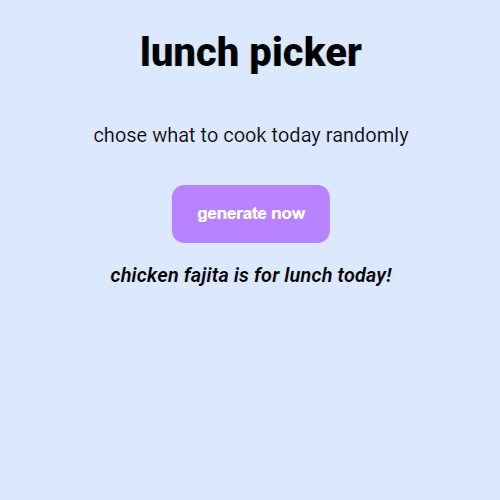 lunch picker
chose what to cook today randomly
generate now
chicken fajita is for lunch today!